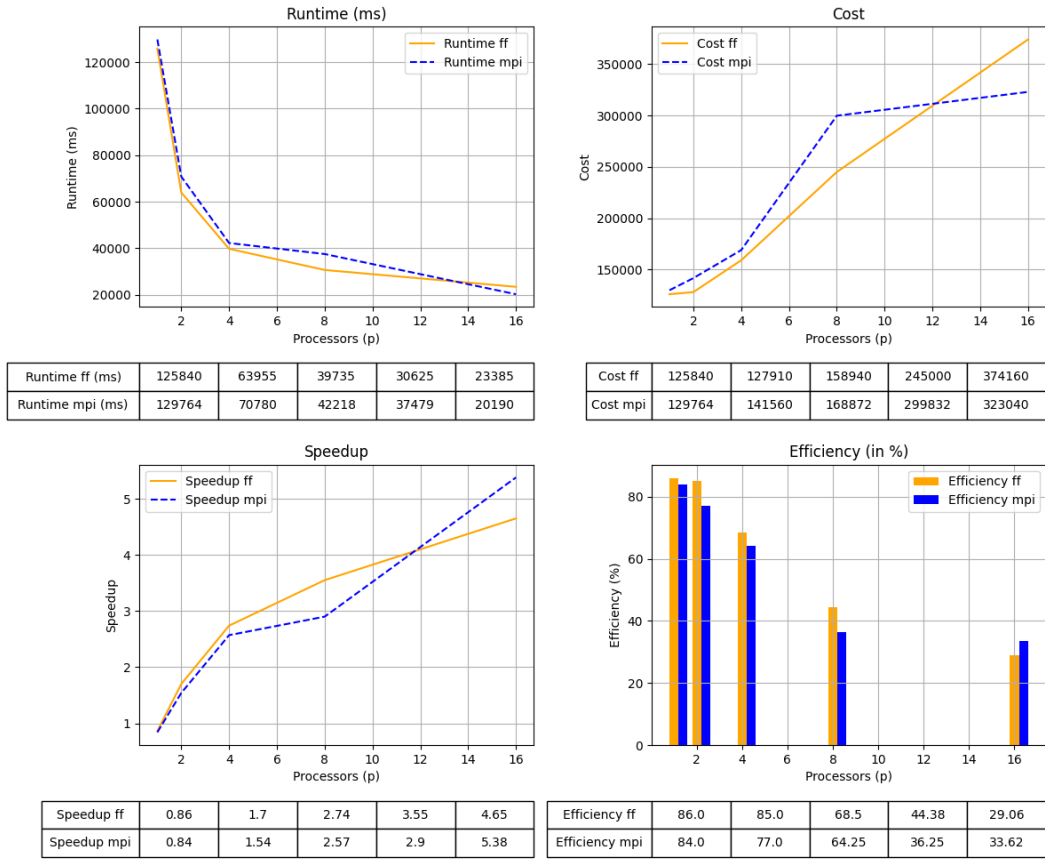 Runtime (ms)
Runtime ff
Runtime mpi
120000
100000
80000
60000
40000
20000
Runtime (ms)
2 4 6 8 10 12 14 16
Processors (p)
Runtime ff (ms) 125840 63955 39735 30625 23385
Runtime mpi (ms) 129764 70780 42218 37479 20190
Cost
Cost ff
Cost mpi
350000
300000
250000
200000
150000
Cost
2 4 6 8 10 12 14 16
Processors (p)
Cost ff 125840 127910 158940 245000 374160
Cost mpi 129764 141560 168872 299832 323040
Speedup
Speedup ff
Speedup mpi
5
4
3
2
1
Speedup
2 4 6 8 10 12 14 16
Processors (p)
Speedup ff 0.86 1.7 2.74 3.55 4.65
Speedup mpi 0.84 1.54 2.57 2.9 5.38
Efficiency (in %)
Efficiency ff
Efficiency mpi
80
60
40
20
0
Efficiency (%)
2 4 6 8 10 12 14 16
Processors (p)
Efficiency ff 86.0 85.0 68.5 44.38 29.06
Efficiency mpi 84.0 77.0 64.25 36.25 33.62